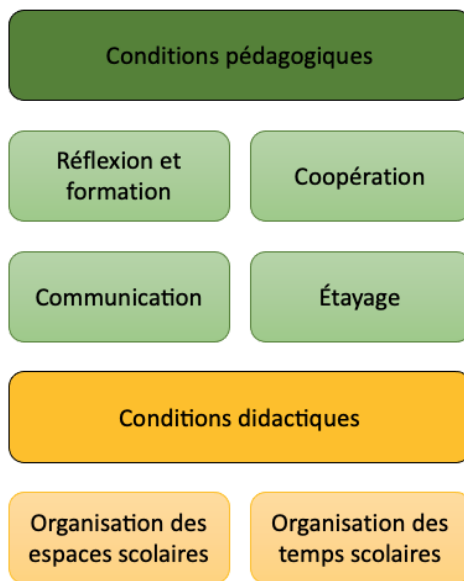 Conditions pédagogiques
Réflexion et
formation
Coopération
Communication
Étayage
Conditions didactiques
Organisation des
espaces scolaires
Organisation des
temps scolaires